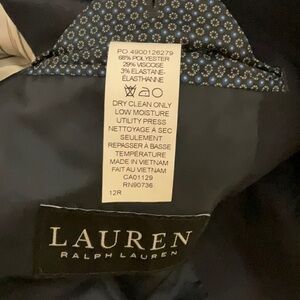 PO 4900126279
68% POLYESTER
29% VISCOSE
3% ELASTANE-
ELASTHANNE
DRY CLEAN ONLY
LOW MOISTURE
UTILITY PRESS
NETTOYAGE A SEC
SEULEMENT
REPASSER À BASSE
TEMPERATURE
MADE IN VIETNAM
FAIT AU VIETNAM
CA01129
RN90736
12R
LAUREN
RALPH LAUREN